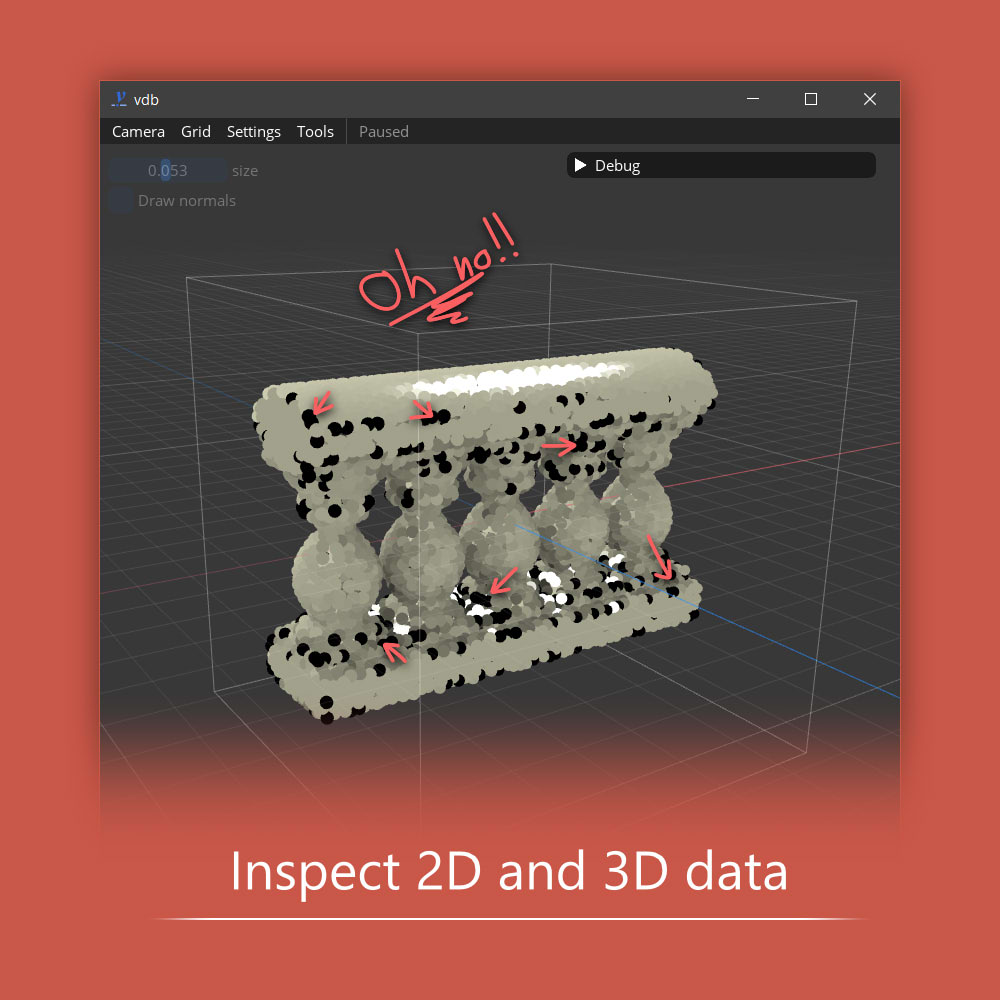 vdb
Camera Grid Settings Tools Paused
0.053 size
Debug
Draw normals
Oh no!!
Inspect 2D and 3D data